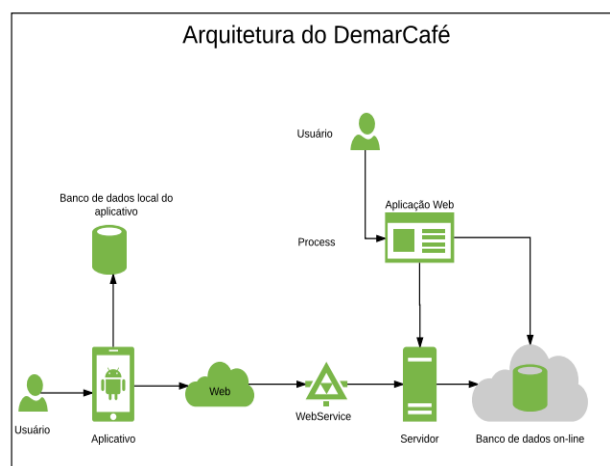 Arquitetura do DemarCafé
Usuário
Banco de dados local do
aplicativo
Aplicação Web
Process
Web
WebService
Usuário
Aplicativo
Servidor
Banco de dados on-line